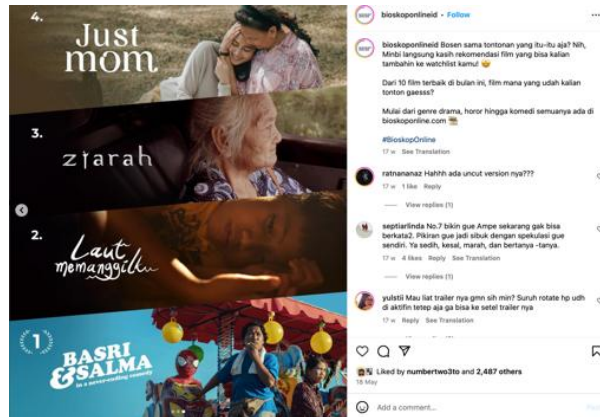 4.
Just
mom
3.
ziarah
2.
Laut
memanggilku
1
BASRI
& SALMA
in a never-ending comedy
bioskoponlineid • Follow
bioskoponlineid Bosen sama tontonan yang itu-itu aja? Nih,
Minbi langsung kasih rekomendasi film yang bisa kalian
tambahin ke watchlist kamu!
Dari 10 film terbaik di bulan ini, film mana yang udah kalian
tonton gaesss?
Mulai dari genre drama, horor hingga komedi semuanya ada di
bioskoponline.com
#BioskopOnline
17 w See Translation
ratnananaz Hahhh ada uncut version nya???
17 w 1 like Reply
View replies (1)
septiarlinda No.7 bikin gue Ampe sekarang gak bisa
berkata2. Pikiran gue jadi sibuk dengan spekulasi gue
sendiri. Ya sedih, kesal, marah, dan bertanya -tanya.
17 w 4 likes Reply See Translation
View replies (1)
yulstii Mau liat trailer nya gmn sih min? Suruh rotate hp udh
di aktifin tetep aja ga bisa ke setel trailer nya
17 w Reply See Translation
Liked by numbertwo3to and 2,487 others
18 May
Add a comment...